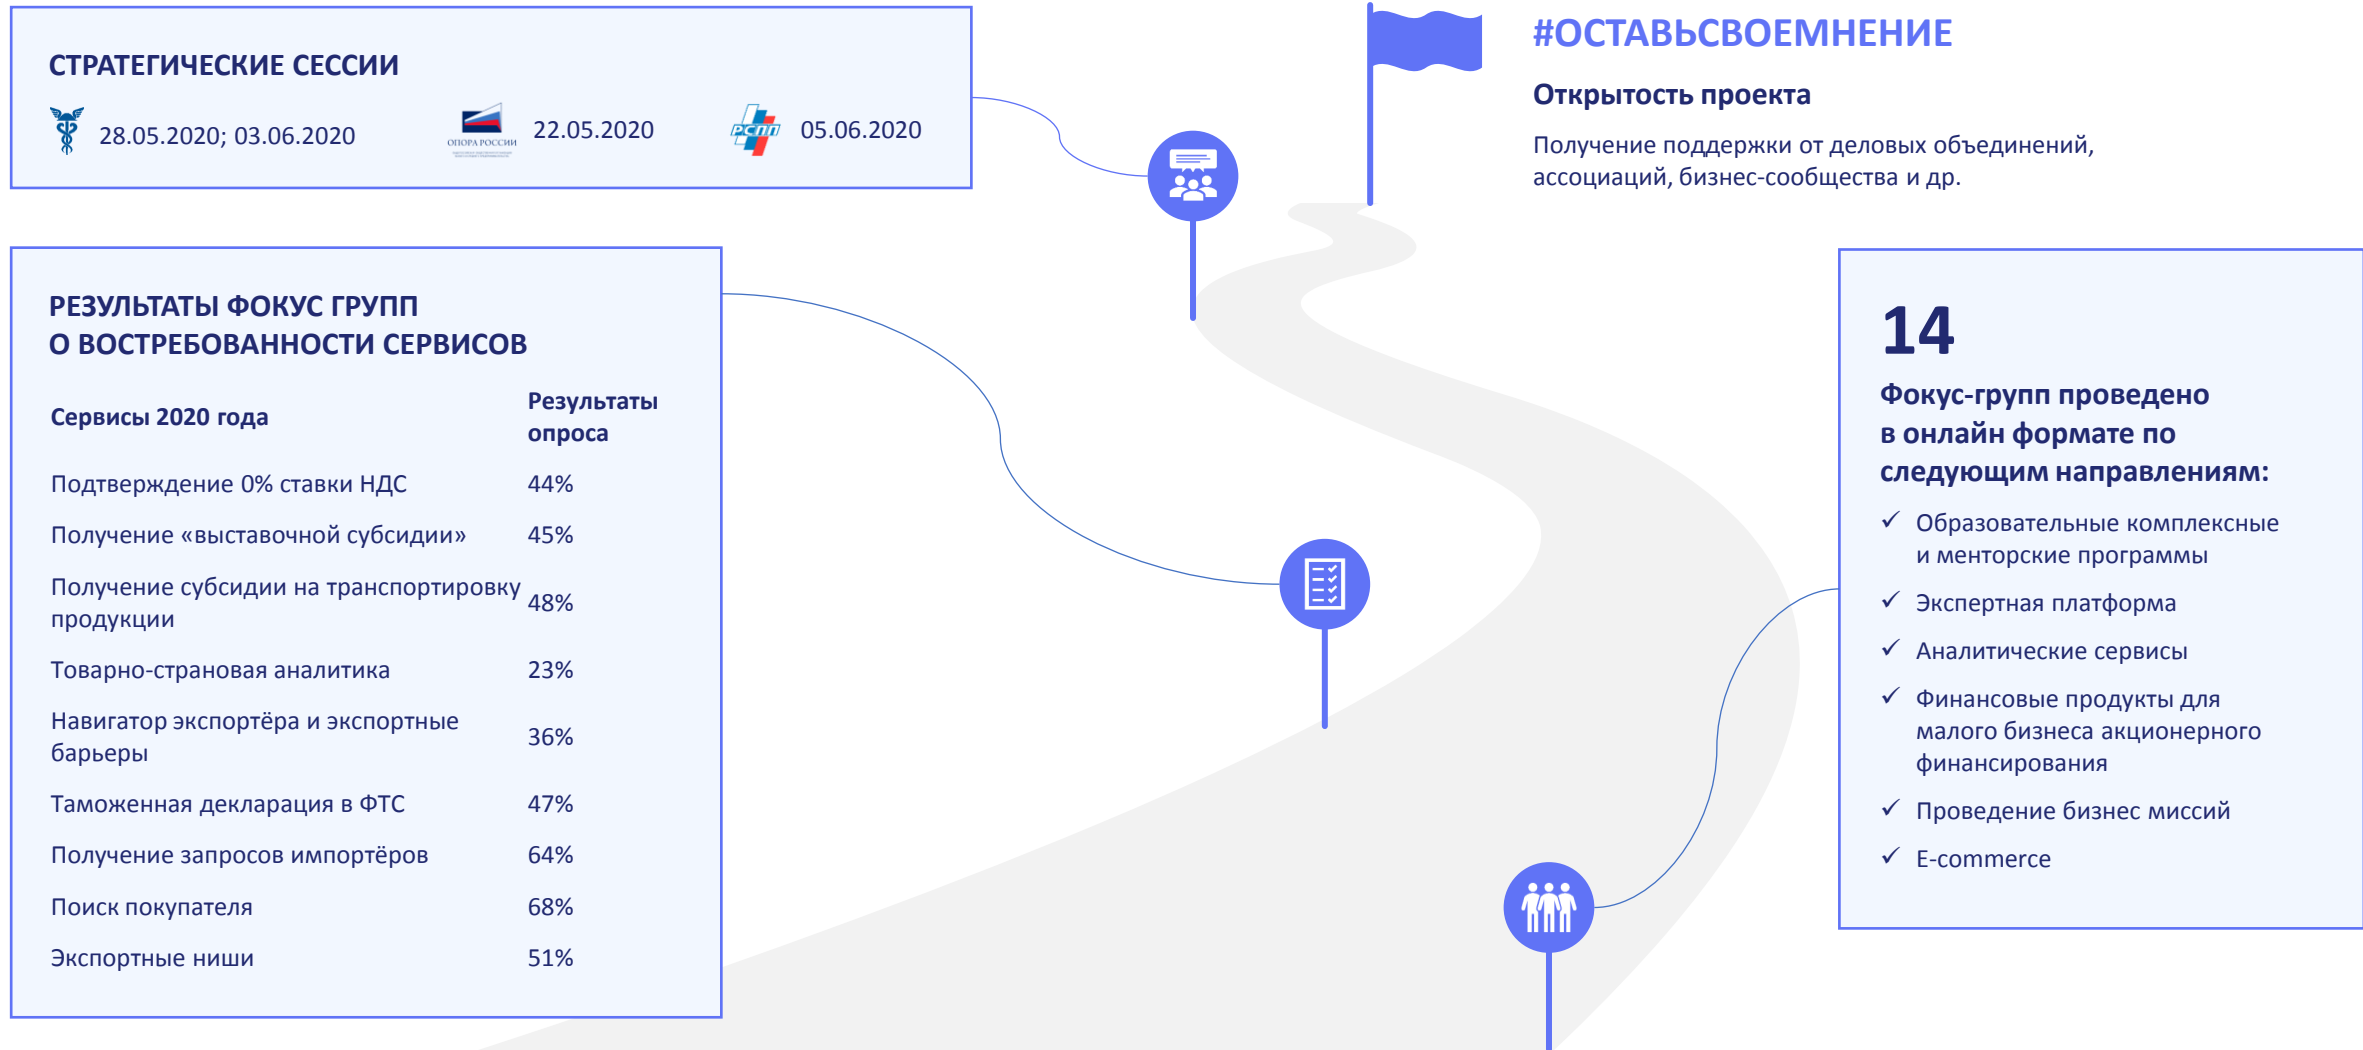 СТРАТЕГИЧЕСКИЕ СЕССИИ
28.05.2020; 03.06.2020
ОПОРА РОССИИ
22.05.2020
РСПП
05.06.2020
#ОСТАВЬСВОЕМНЕНИЕ
Открытость проекта
Получение поддержки от деловых объединений,
ассоциаций, бизнес-сообщества и др.
РЕЗУЛЬТАТЫ ФОКУС ГРУПП
О ВОСТРЕБОВАННОСТИ СЕРВИСОВ
Сервисы 2020 года
Результаты
опроса
Подтверждение 0% ставки НДС 44%
Получение «выставочной субсидии» 45%
Получение субсидии на транспортировку
продукции
48%
Товарно-страновая аналитика 23%
Навигатор экспортёра и экспортные
барьеры
36%
Таможенная декларация в ФТС 47%
Получение запросов импортёров 64%
Поиск покупателя 68%
Экспортные ниши 51%
14
Фокус-групп проведено
в онлайн формате по
следующим направлениям:
✓ Образовательные комплексные
и менторские программы
✓ Экспертная платформа
✓ Аналитические сервисы
✓ Финансовые продукты для
малого бизнеса акционерного
финансирования
✓ Проведение бизнес миссий
✓ E-commerce